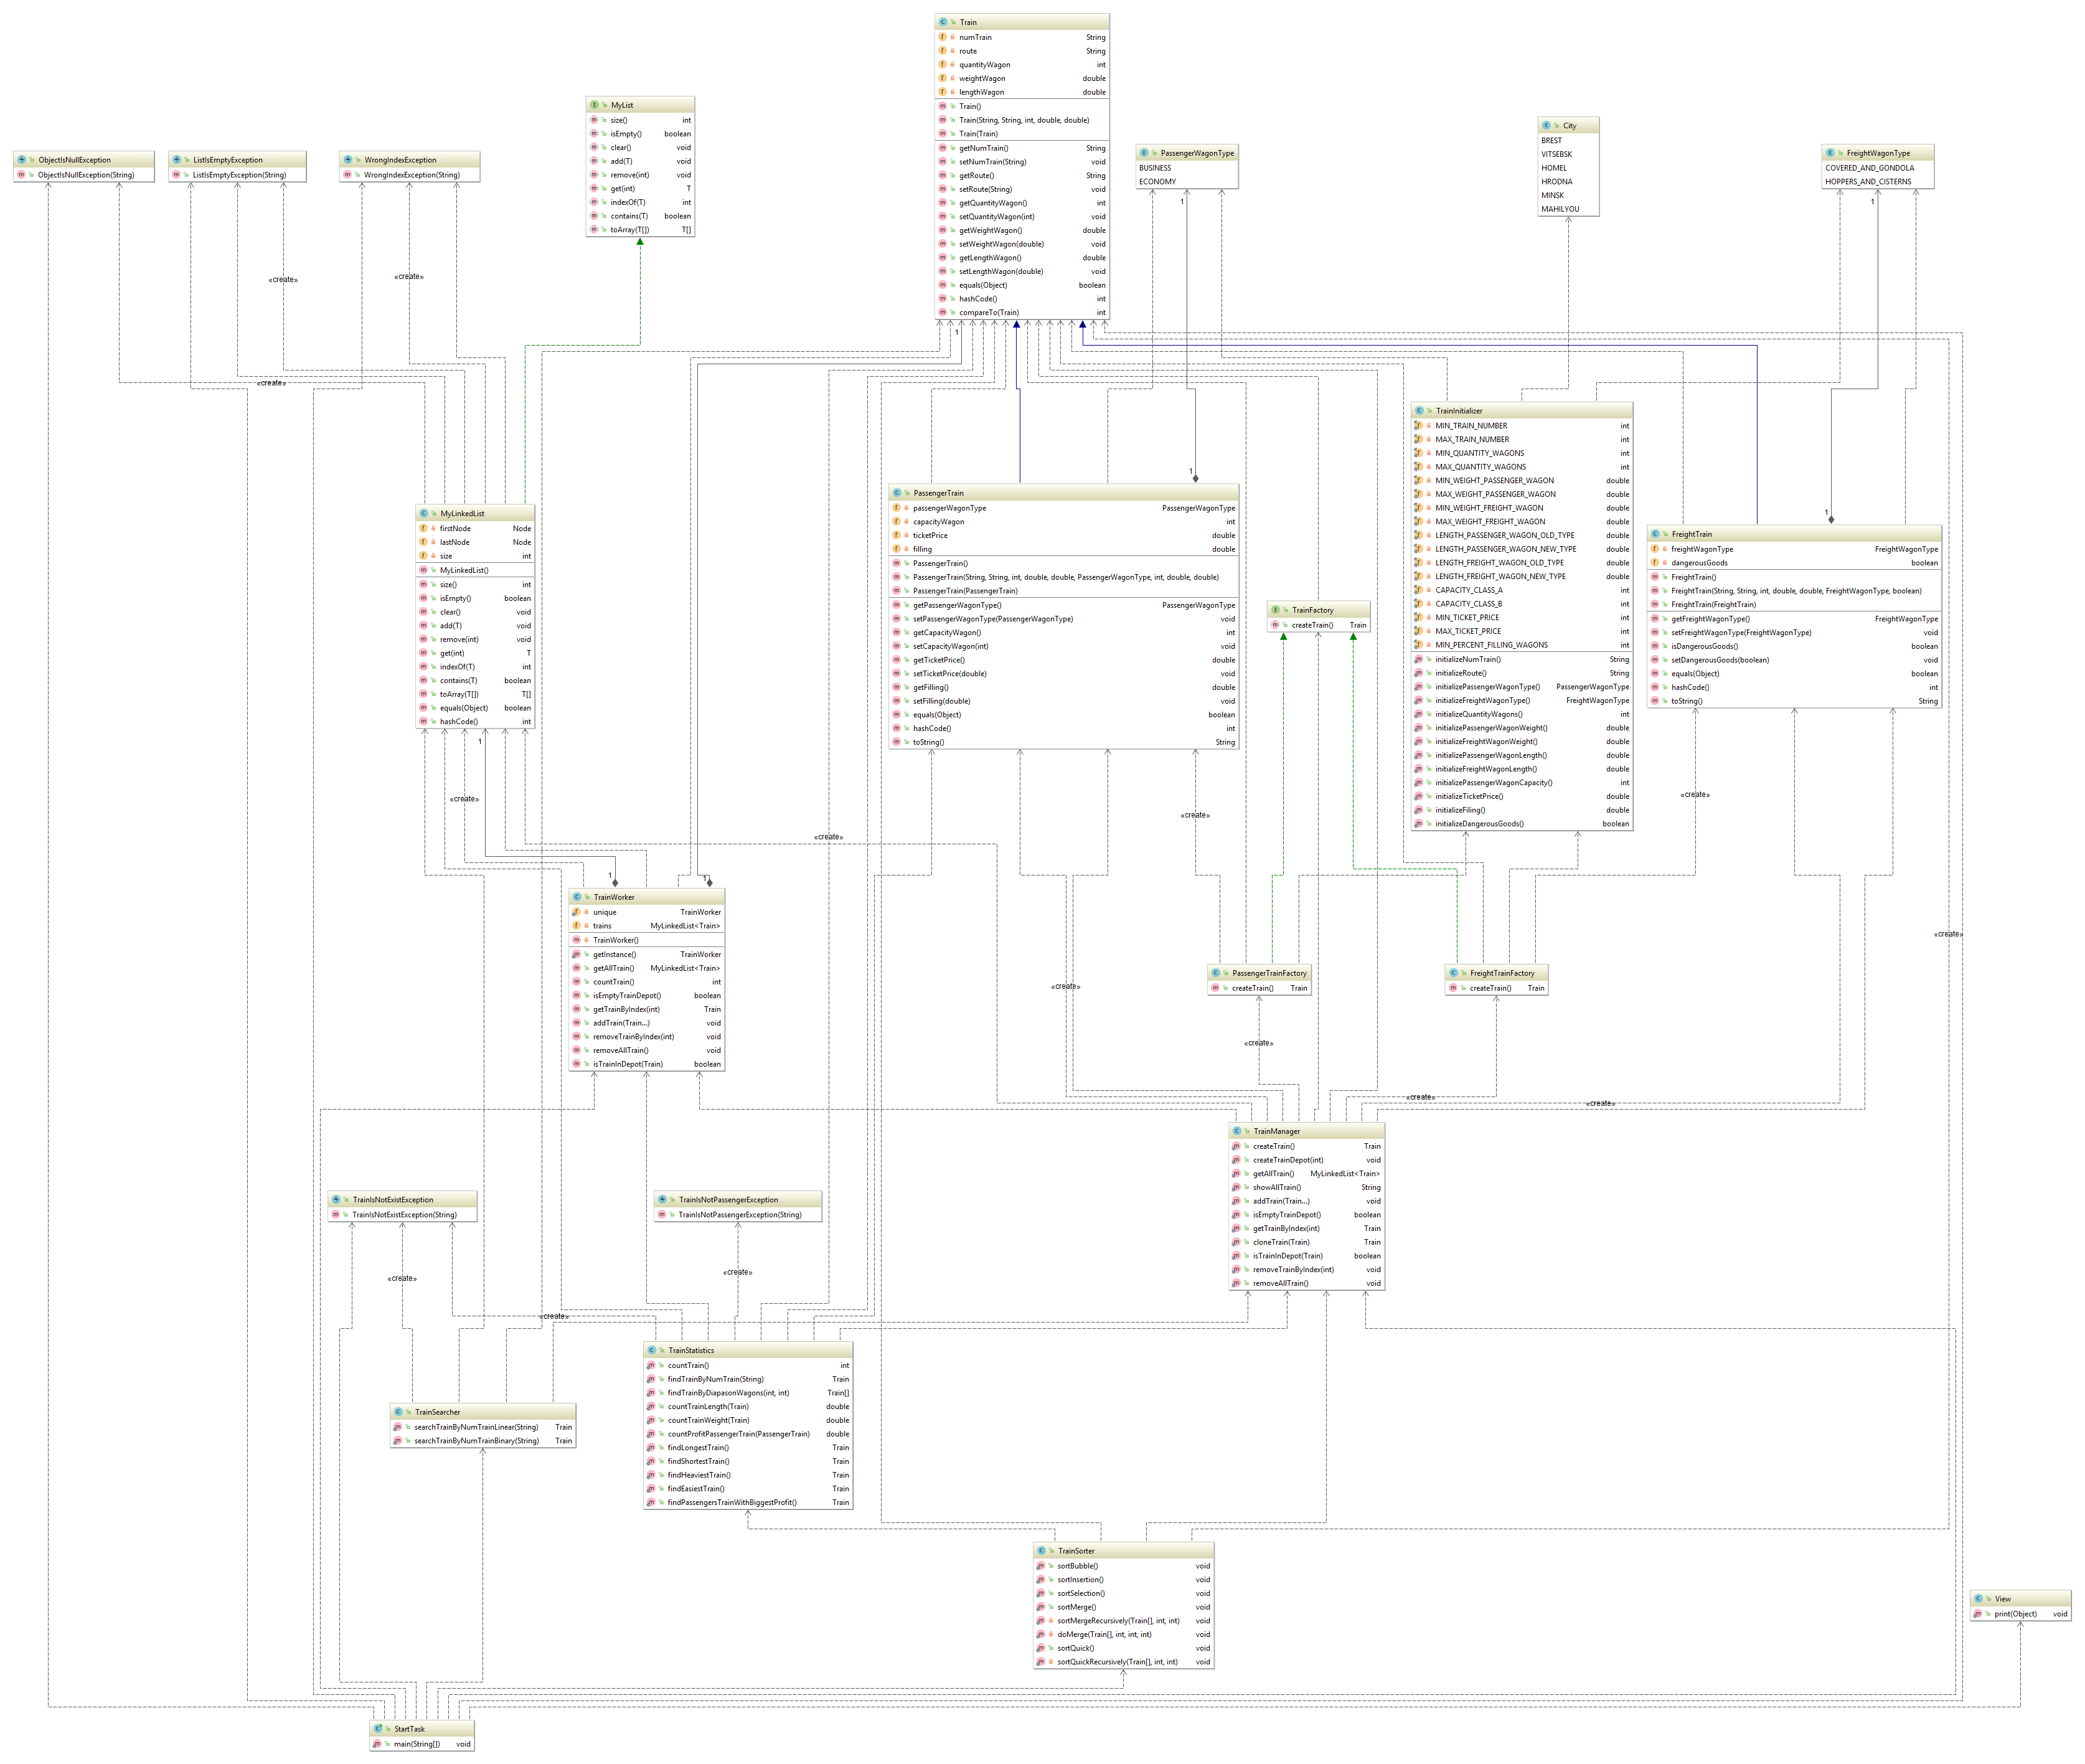 Train
numTrain String
route String
quantityWagon int
weightWagon double
lengthWagon double
Train()
Train(String, String, int, double, double)
Train(Train)
getNumTrain() String
setNumTrain(String) void
getRoute() String
setRoute(String) void
getQuantityWagon() int
setQuantityWagon(int) void
getWeightWagon() double
setWeightWagon(double) void
getLengthWagon() double
setLengthWagon(double) void
equals(Object) boolean
hashCode() int
compareTo(Train) int
MyList
size() int
isEmpty() boolean
clear() void
add(T) void
remove(int) void
get(int) T
indexOf(T) int
contains(T) boolean
toArray(T[]) T[]
City
BREST
VITSEBSK
HOMEL
HRODNA
MINSK
MAHILYOU
ObjectIsNullException
ObjectIsNullException(String)
ListIsEmptyException
ListIsEmptyException(String)
WrongIndexException
WrongIndexException(String)
PassengerWagonType
BUSINESS
ECONOMY
FreightWagonType
COVERED_AND_GONDOLA
HOPPERS_AND_CISTERNS
1
1
«create»
«create»
1
«create»
TrainInitializer
MIN_TRAIN_NUMBER int
MAX_TRAIN_NUMBER int
MIN_QUANTITY_WAGONS int
MAX_QUANTITY_WAGONS int
MIN_WEIGHT_PASSENGER_WAGON double
MAX_WEIGHT_PASSENGER_WAGON double
MIN_WEIGHT_FREIGHT_WAGON double
MAX_WEIGHT_FREIGHT_WAGON double
LENGTH_PASSENGER_WAGON_OLD_TYPE double
LENGTH_PASSENGER_WAGON_NEW_TYPE double
LENGTH_FREIGHT_WAGON_OLD_TYPE double
LENGTH_FREIGHT_WAGON_NEW_TYPE double
CAPACITY_CLASS_A int
CAPACITY_CLASS_B int
MIN_TICKET_PRICE int
MAX_TICKET_PRICE int
MIN_PERCENT_FILLING_WAGONS int
initializeNumTrain() String
initializeRoute() String
initializePassengerWagonType() PassengerWagonType
initializeFreightWagonType() FreightWagonType
initializeQuantityWagons() int
initializePassengerWagonWeight() double
initializeFreightWagonWeight() double
initializePassengerWagonLength() double
initializeFreightWagonLength() double
initializePassengerWagonCapacity() int
initializeTicketPrice() double
initializeFiling() double
initializeDangerousGoods() boolean
1
1
PassengerTrain
passengerWagonType PassengerWagonType
capacityWagon int
ticketPrice double
filling double
PassengerTrain()
PassengerTrain(String, String, int, double, double, PassengerWagonType, int, double, double)
PassengerTrain(PassengerTrain)
getPassengerWagonType() PassengerWagonType
setPassengerWagonType(PassengerWagonType) void
getCapacityWagon() int
setCapacityWagon(int) void
getTicketPrice() double
setTicketPrice(double) void
getFilling() double
setFilling(double) void
equals(Object) boolean
hashCode() int
toString() String
MyLinkedList
firstNode Node
lastNode Node
size int
MyLinkedList()
size() int
isEmpty() boolean
clear() void
add(T) void
remove(int) void
get(int) T
indexOf(T) int
contains(T) boolean
toArray(T[]) T[]
equals(Object) boolean
hashCode() int
FreightTrain
freightWagonType FreightWagonType
dangerousGoods boolean
FreightTrain()
FreightTrain(String, String, int, double, double, FreightWagonType, boolean)
FreightTrain(FreightTrain)
getFreightWagonType() FreightWagonType
setFreightWagonType(FreightWagonType) void
isDangerousGoods() boolean
setDangerousGoods(boolean) void
equals(Object) boolean
hashCode() int
toString() String
TrainFactory
createTrain() Train
1
«create»
«create»
«create»
«create»
1
1
TrainWorker
unique TrainWorker
trains MyLinkedList<Train>
TrainWorker()
getInstance() TrainWorker
getAllTrain() MyLinkedList<Train>
countTrain() int
isEmptyTrainDepot() boolean
getTrainByIndex(int) Train
addTrain(Train...) void
removeTrainByIndex(int) void
removeAllTrain() void
isTrainInDepot(Train) boolean
«create»
PassengerTrainFactory
createTrain() Train
FreightTrainFactory
createTrain() Train
«create»
«create»
«create»
«create»
TrainManager
createTrain() Train
createTrainDepot(int) void
getAllTrain() MyLinkedList<Train>
showAllTrain() String
addTrain(Train...) void
isEmptyTrainDepot() boolean
getTrainByIndex(int) Train
cloneTrain(Train) Train
isTrainInDepot(Train) boolean
removeTrainByIndex(int) void
removeAllTrain() void
TrainIsNotExistException
TrainIsNotExistException(String)
TrainIsNotPassengerException
TrainIsNotPassengerException(String)
«create»
«create»
«create»
TrainStatistics
countTrain() int
findTrainByNumTrain(String) Train
findTrainByDiapasonWagons(int, int) Train[]
countTrainLength(Train) double
countTrainWeight(Train) double
countProfitPassengerTrain(PassengerTrain) double
findLongestTrain() Train
findShortestTrain() Train
findHeaviestTrain() Train
findEasiestTrain() Train
findPassengersTrainWithBiggestProfit() Train
TrainSearcher
searchTrainByNumTrainLinear(String) Train
searchTrainByNumTrainBinary(String) Train
TrainSorter
sortBubble() void
sortInsertion() void
sortSelection() void
sortMerge() void
sortMergeRecursively(Train[], int, int) void
doMerge(Train[], int, int, int) void
sortQuick() void
sortQuickRecursively(Train[], int, int) void
View
print(Object) void
StartTask
main(String[]) void